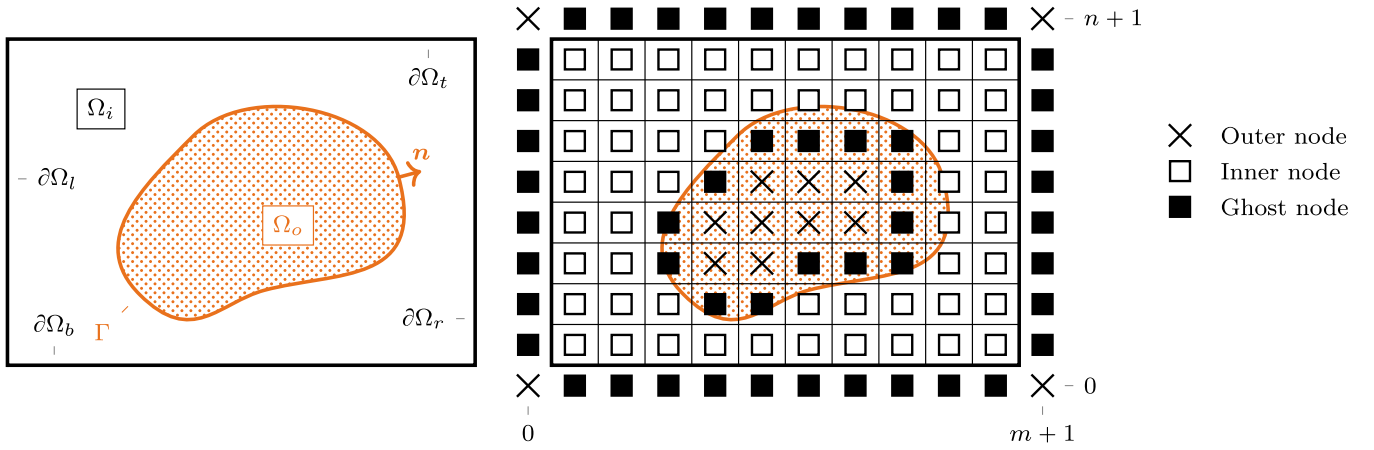 n + 1
∂Ω_t
Ω_i
Outer node
n
Inner node
∂Ω_l
Ghost node
Ω_o
∂Ω_b
Γ
∂Ω_r
0
0
m + 1